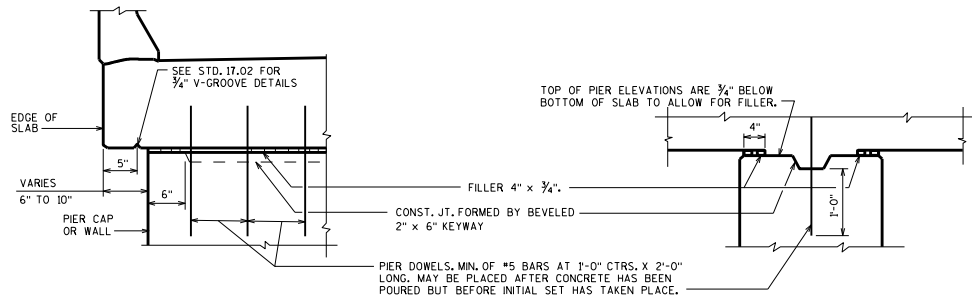 SEE STD. 17.02 FOR
¾" V-GROOVE DETAILS
EDGE OF
SLAB
5"
VARIES
6" TO 10"
6"
PIER CAP
OR WALL
TOP OF PIER ELEVATIONS ARE ¾" BELOW
BOTTOM OF SLAB TO ALLOW FOR FILLER.
4"
FILLER 4" x ¾".
CONST. JT. FORMED BY BEVELED
2" x 6" KEYWAY
1'-0"
PIER DOWELS. MIN. OF #5 BARS AT 1'-0" CTRS. X 2'-0"
LONG. MAY BE PLACED AFTER CONCRETE HAS BEEN
POURED BUT BEFORE INITIAL SET HAS TAKEN PLACE.